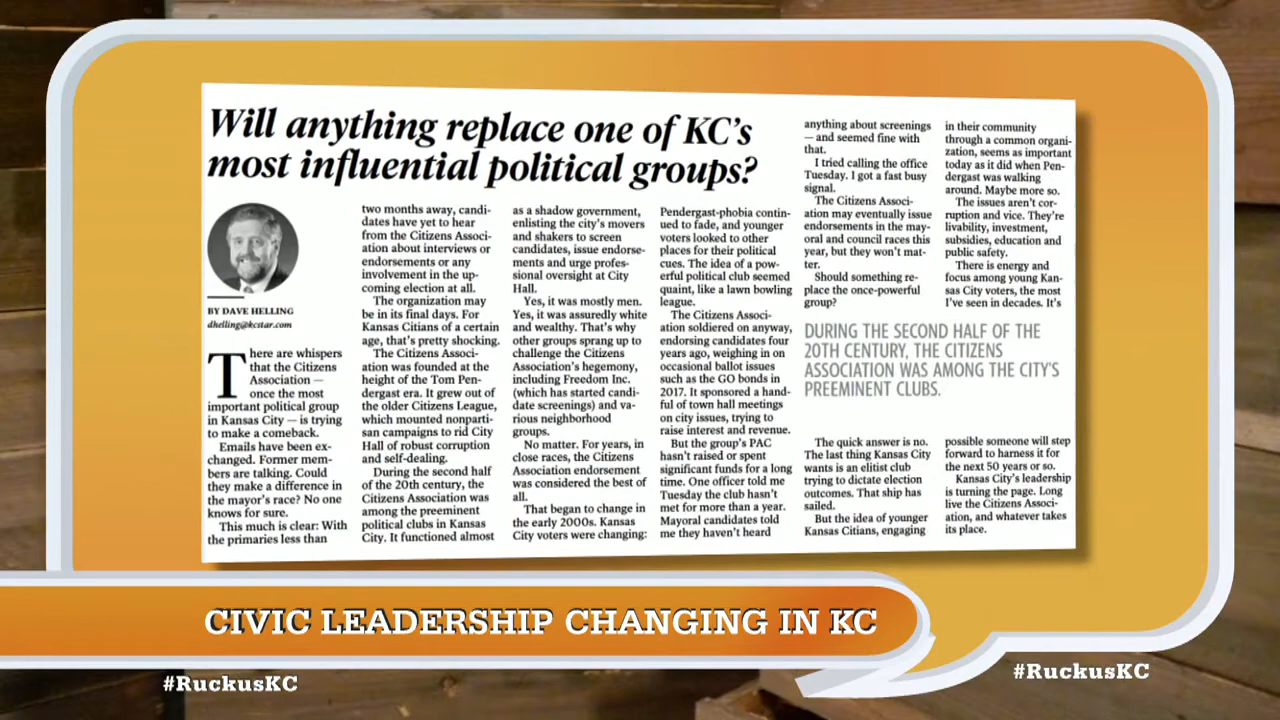 Will anything replace one of KC's
most influential political groups?
BY DAVE HELLING
dhelling@kcstar.com
There are whispers
that the Citizens
Association —
once the most
important political group
in Kansas City — is trying
to make a comeback.
Emails have been ex-
changed. Former mem-
bers are talking. Could
they make a difference in
the mayor's race? No one
knows for sure.
This much is clear: With
the primaries less than
two months away, candi-
dates have yet to hear
from the Citizens Associ-
ation about interviews or
endorsements or any
involvement in the up-
coming election at all.
The organization may
be in its final days. For
Kansas Citians of a certain
age, that's pretty shocking.
The Citizens Associ-
ation was founded at the
height of the Tom Pen-
dergast era. It grew out of
the older Citizens League,
which mounted nonparti-
san campaigns to rid City
Hall of robust corruption
and self-dealing.
During the second half
of the 20th century, the
Citizens Association was
among the preeminent
political clubs in Kansas
City. It functioned almost
as a shadow government,
enlisting the city's movers
and shakers to screen
candidates, issue endorse-
ments and urge profes-
sional oversight at City
Hall.
Yes, it was mostly men.
Yes, it was assuredly white
and wealthy. That's why
other groups sprang up to
challenge the Citizens
Association's hegemony,
including Freedom Inc.
(which has started candi-
date screenings) and va-
rious neighborhood
groups.
No matter. For years, in
close races, the Citizens
Association endorsement
was considered the best of
all.
That began to change in
the early 2000s. Kansas
City voters were changing:
Pendergast-phobia contin-
ued to fade, and younger
voters looked to other
places for their political
cues. The idea of a pow-
erful political club seemed
quaint, like a lawn bowling
league.
The Citizens Associ-
ation soldiered on anyway,
endorsing candidates four
years ago, weighing in on
occasional ballot issues
such as the GO bonds in
2017. It sponsored a hand-
ful of town hall meetings
on city issues, trying to
raise interest and revenue.
But the group's PAC
hasn't raised or spent
significant funds for a long
time. One officer told me
Tuesday the club hasn't
met for more than a year.
Mayoral candidates told
me they haven't heard
anything about screenings
— and seemed fine with
that.
I tried calling the office
Tuesday. I got a fast busy
signal.
The Citizens Associ-
ation may eventually issue
endorsements in the may-
oral and council races this
year, but they won't mat-
ter.
Should something re-
place the once-powerful
group?
DURING THE SECOND HALF OF THE
20TH CENTURY, THE CITIZENS
ASSOCIATION WAS AMONG THE CITY'S
PREEMINENT CLUBS.
The quick answer is no.
The last thing Kansas City
wants is an elitist club
trying to dictate election
outcomes. That ship has
sailed.
But the idea of younger
Kansas Citians, engaging
in their community
through a common organi-
zation, seems as important
today as it did when Pen-
dergast was walking
around. Maybe more so.
The issues aren't cor-
ruption and vice. They're
livability, investment,
subsidies, education and
public safety.
There is energy and
focus among young Kan-
sas City voters, the most
I've seen in decades. It's
possible someone will step
forward to harness it for
the next 50 years or so.
Kansas City's leadership
is turning the page. Long
live the Citizens Associ-
ation, and whatever takes
its place.
CIVIC LEADERSHIP CHANGING IN KC
#RuckusKC
#RuckusKC